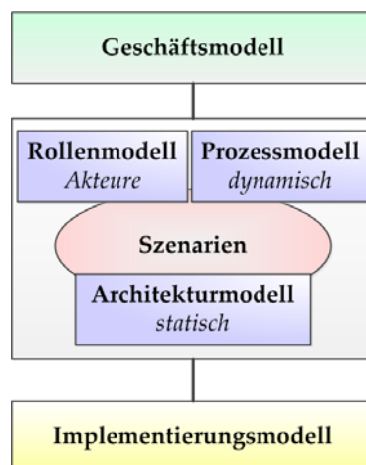 Geschäftsmodell
Rollenmodell
Akteure
Prozessmodell
dynamisch
Szenarien
Architekturmodell
statisch
Implementierungsmodell